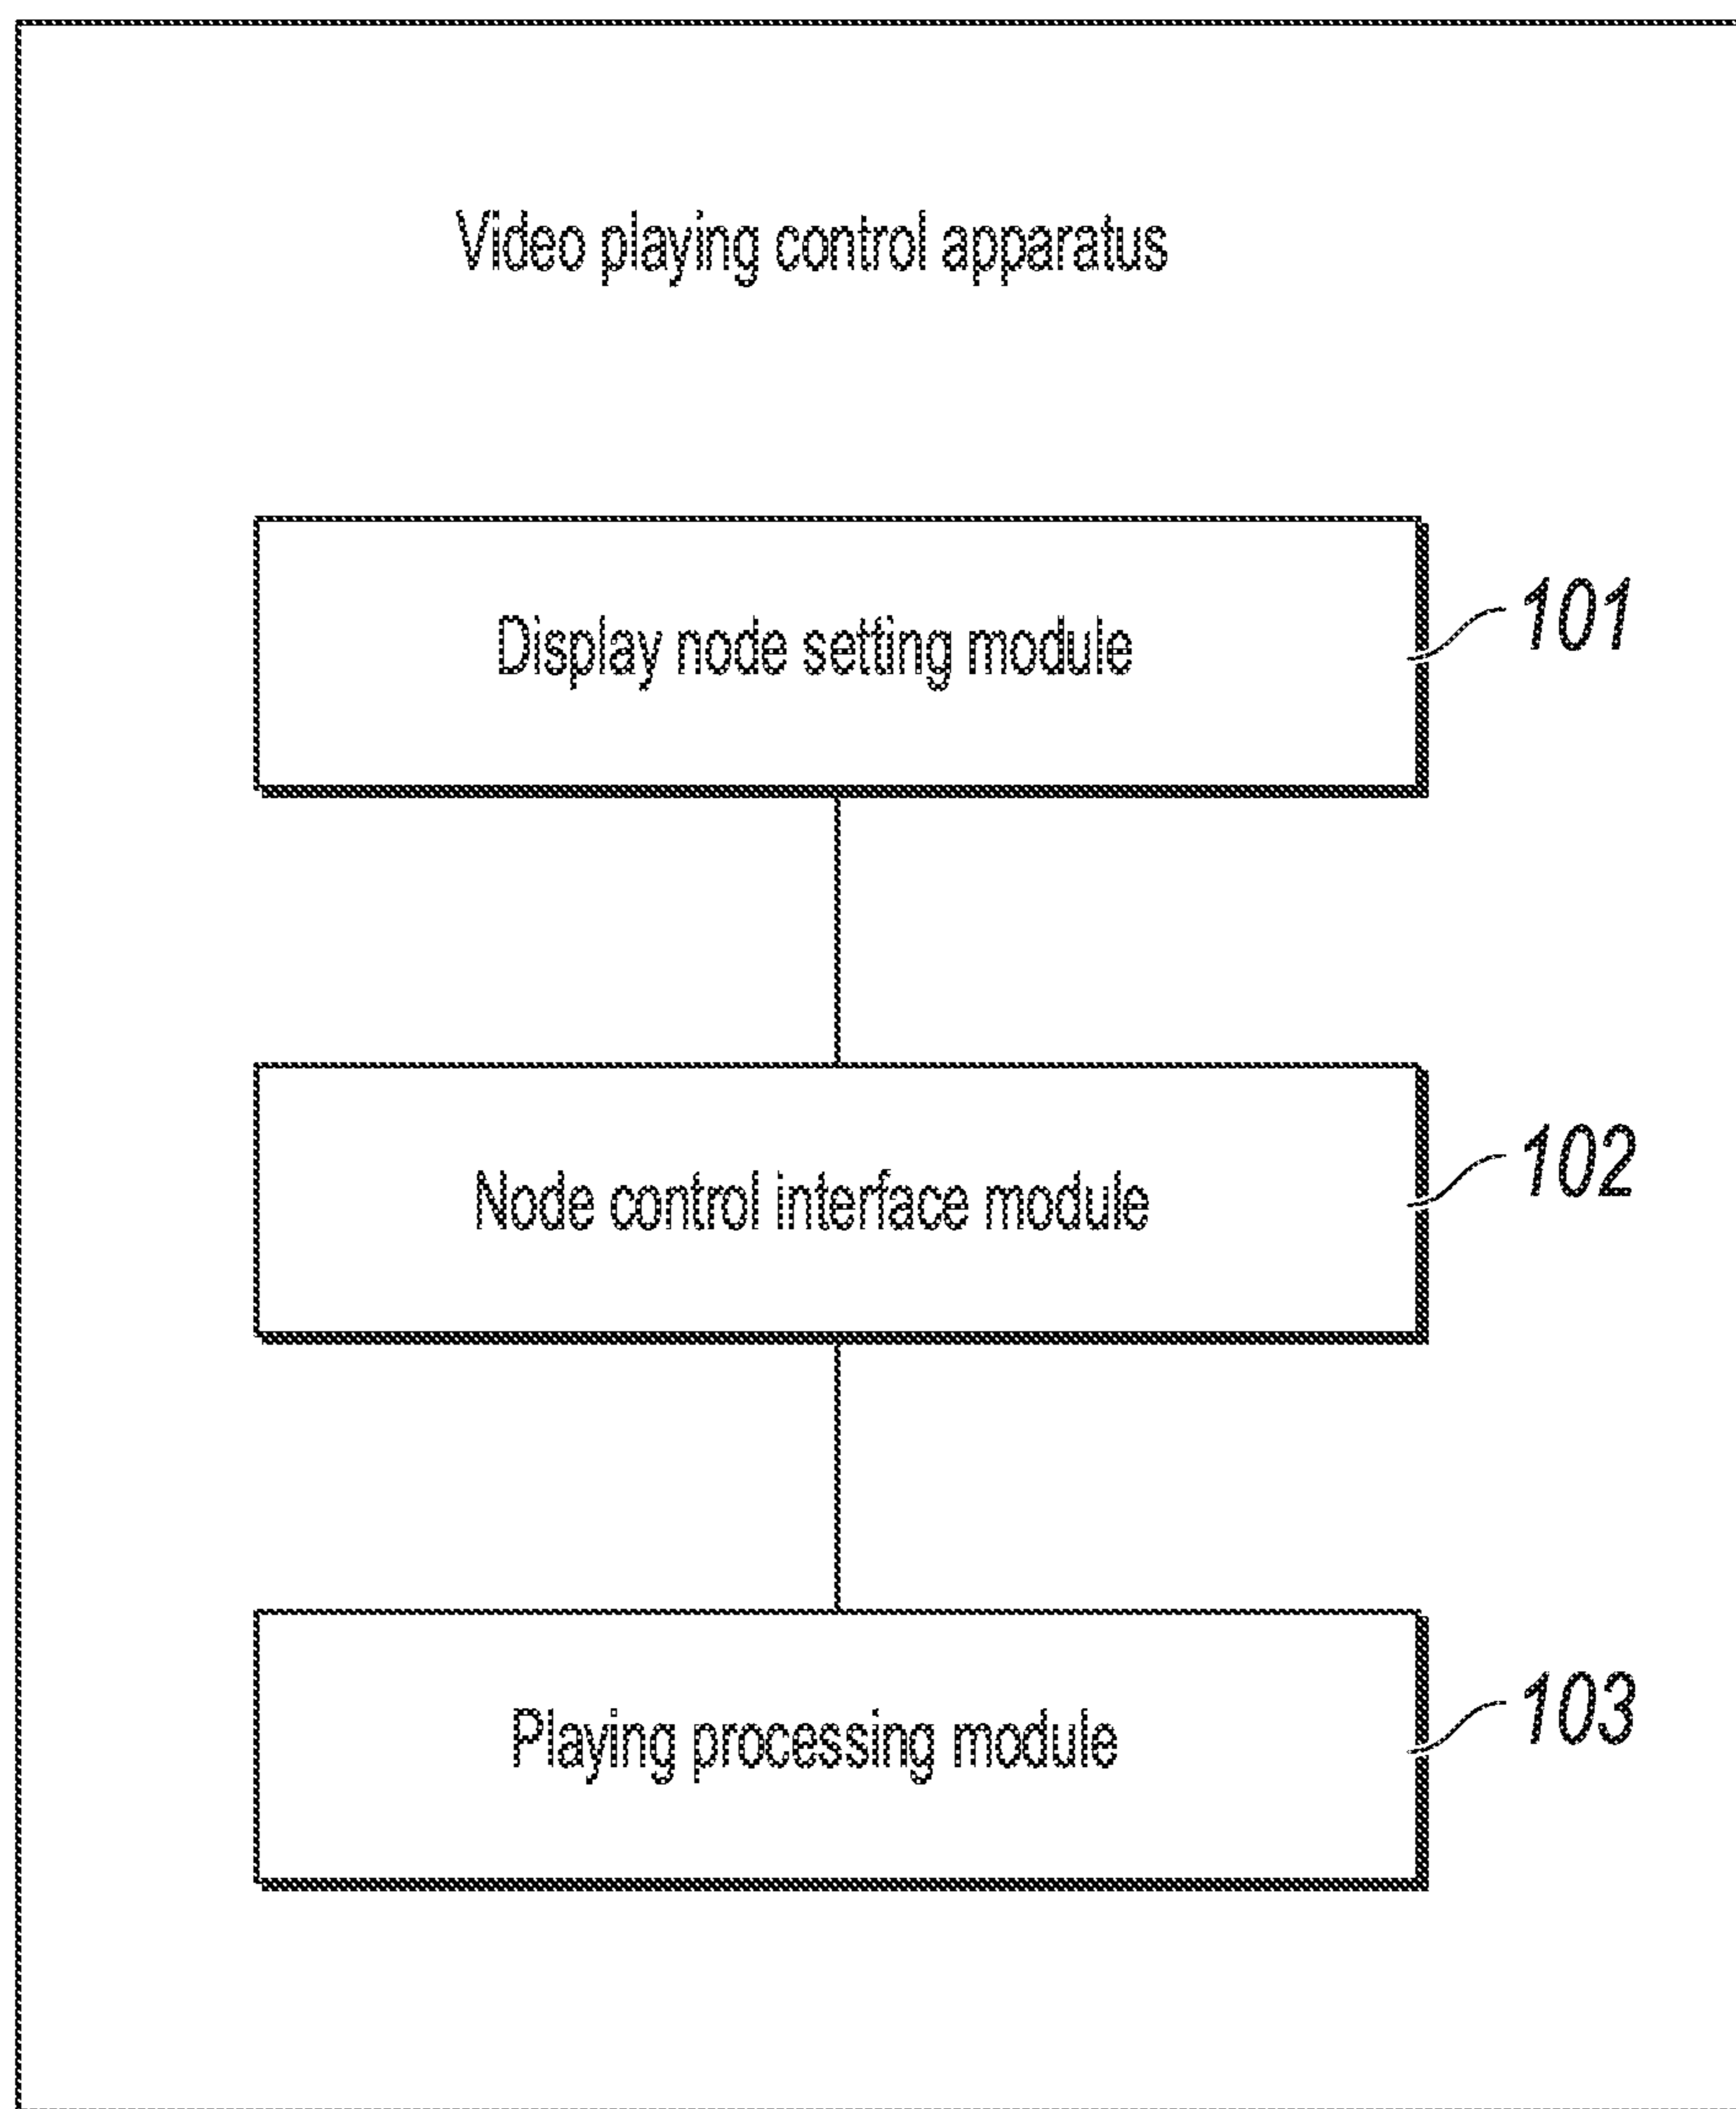 Video playing control apparatus
Display node setting module
101
Node control interface module
102
Playing processing module
103